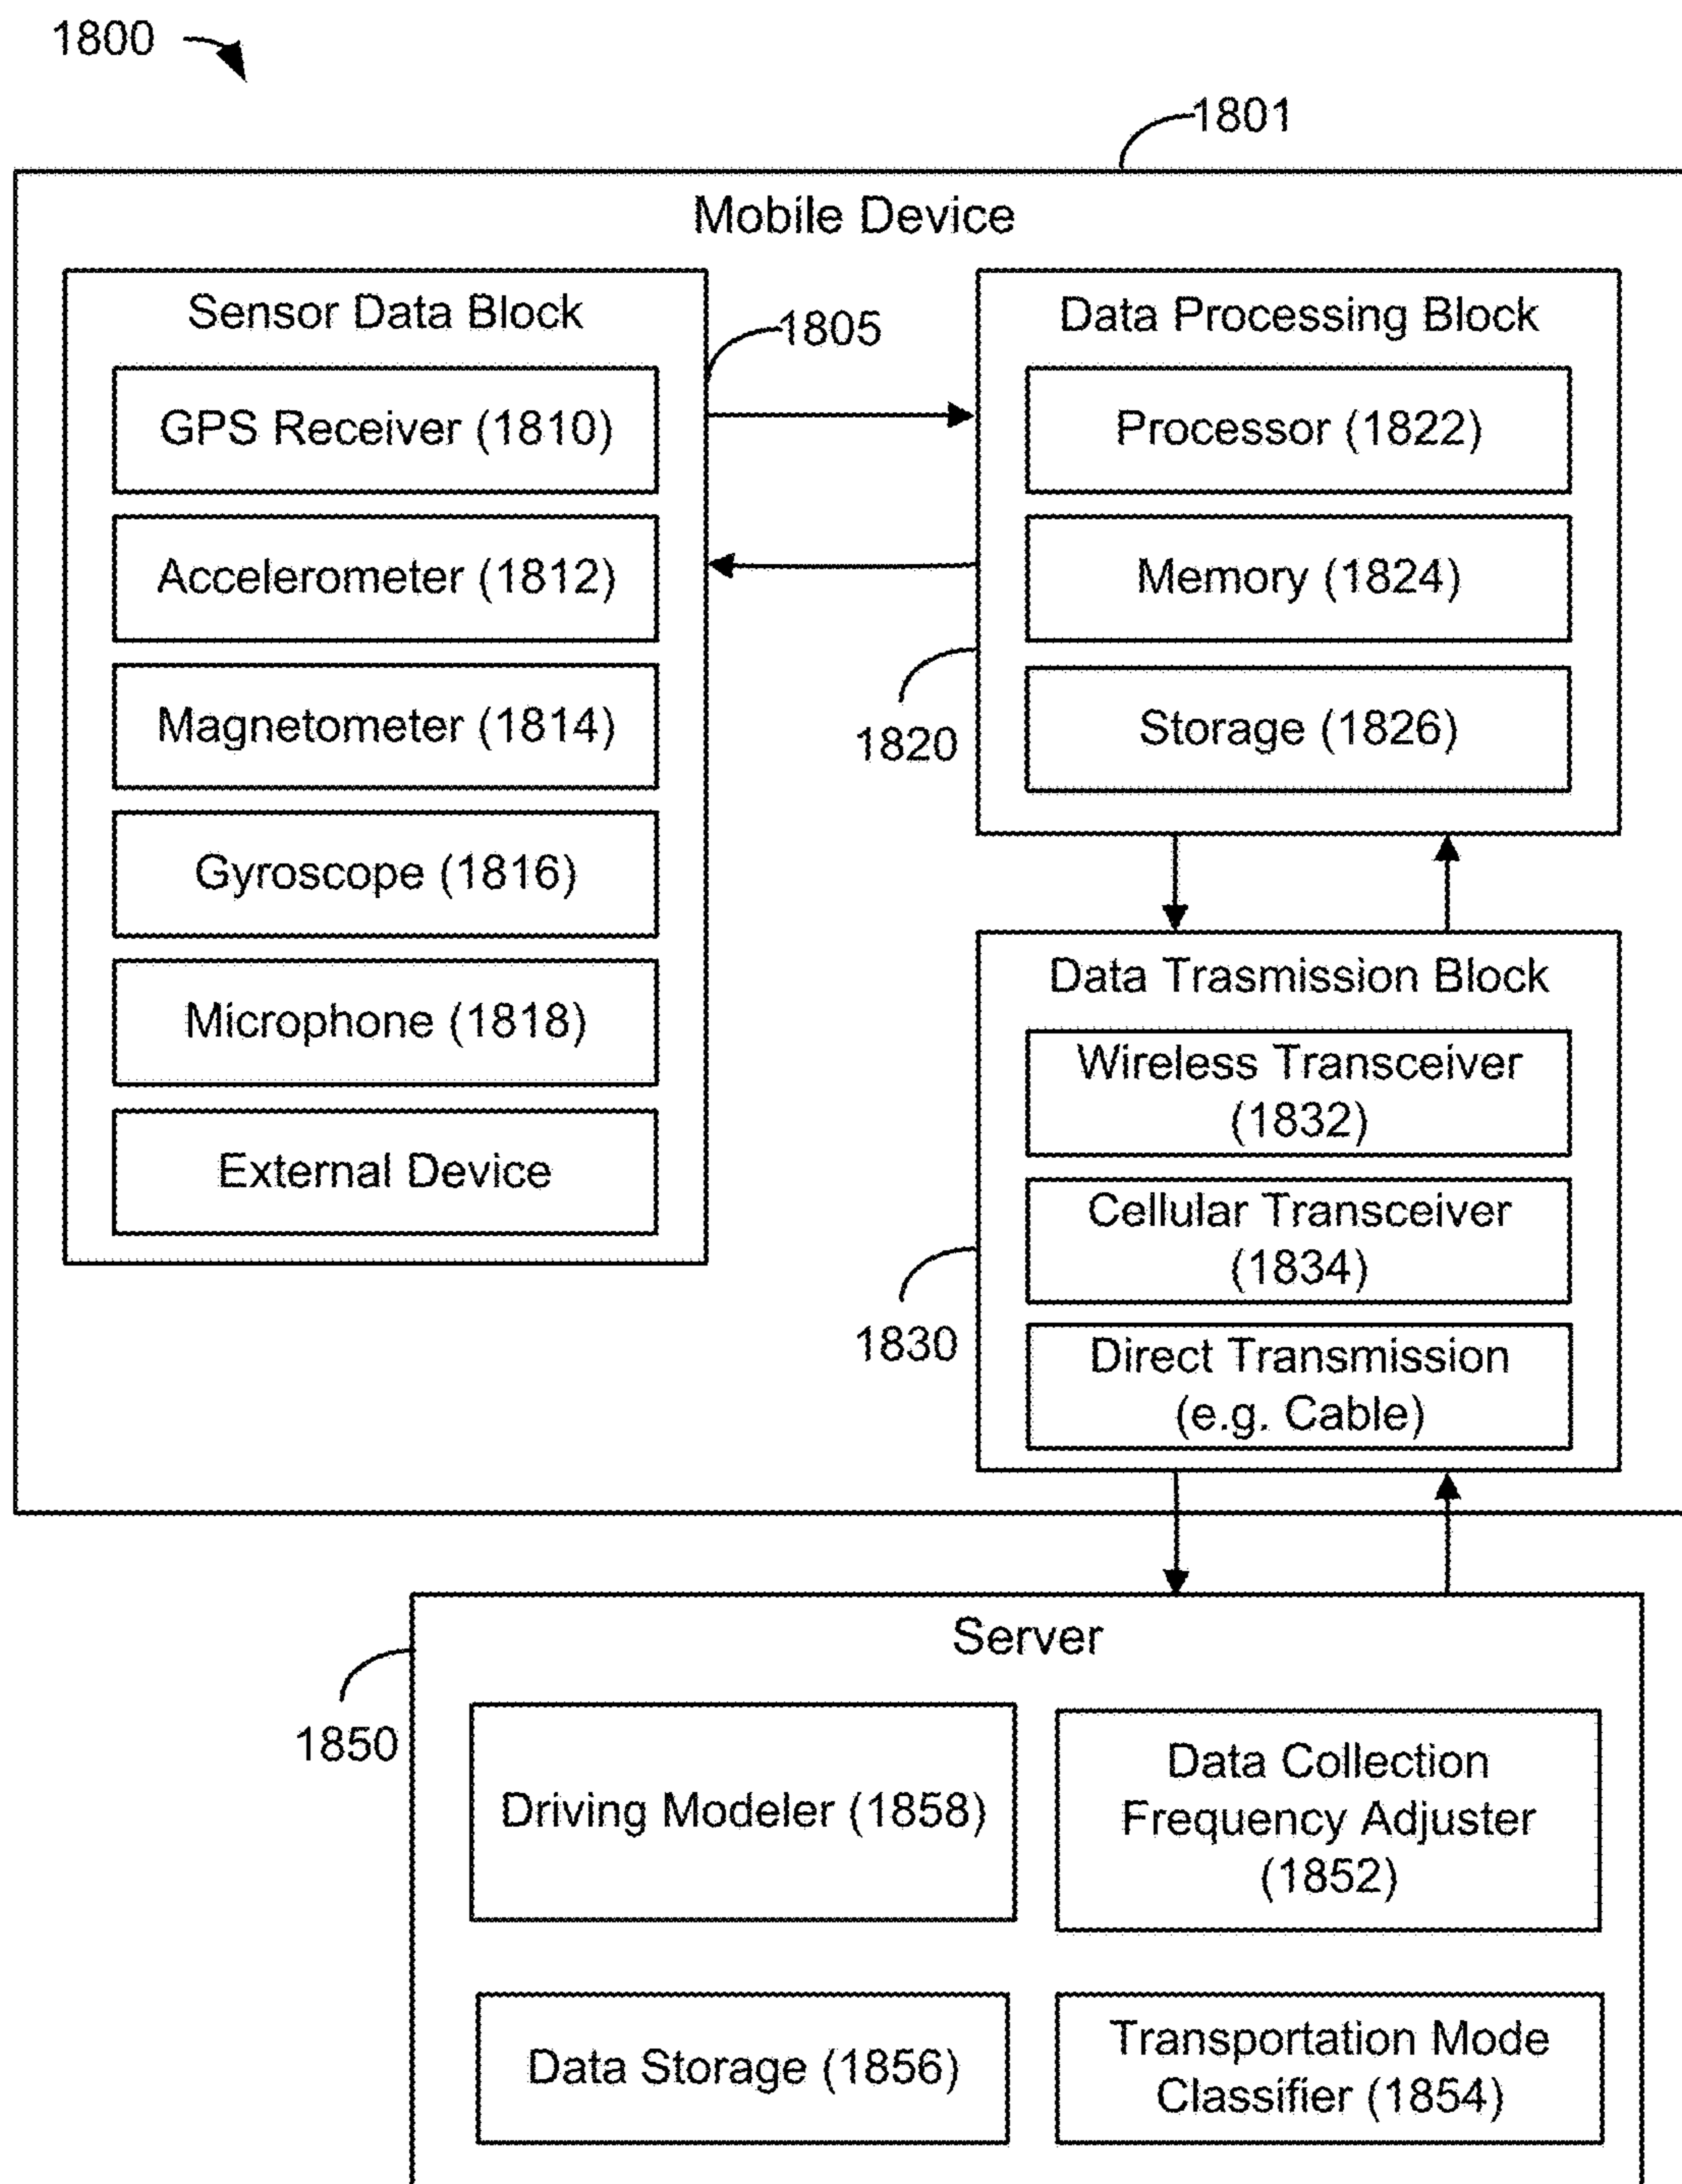 1800
1801
Mobile Device
Sensor Data Block
1805
GPS Receiver (1810)
Accelerometer (1812)
Magnetometer (1814)
Gyroscope (1816)
Microphone (1818)
External Device
Data Processing Block
Processor (1822)
Memory (1824)
Storage (1826)
1820
Data Trasmission Block
Wireless Transceiver
(1832)
Cellular Transceiver
(1834)
Direct Transmission
(e.g. Cable)
1830
Server
1850
Driving Modeler (1858)
Data Collection
Frequency Adjuster
(1852)
Data Storage (1856)
Transportation Mode
Classifier (1854)